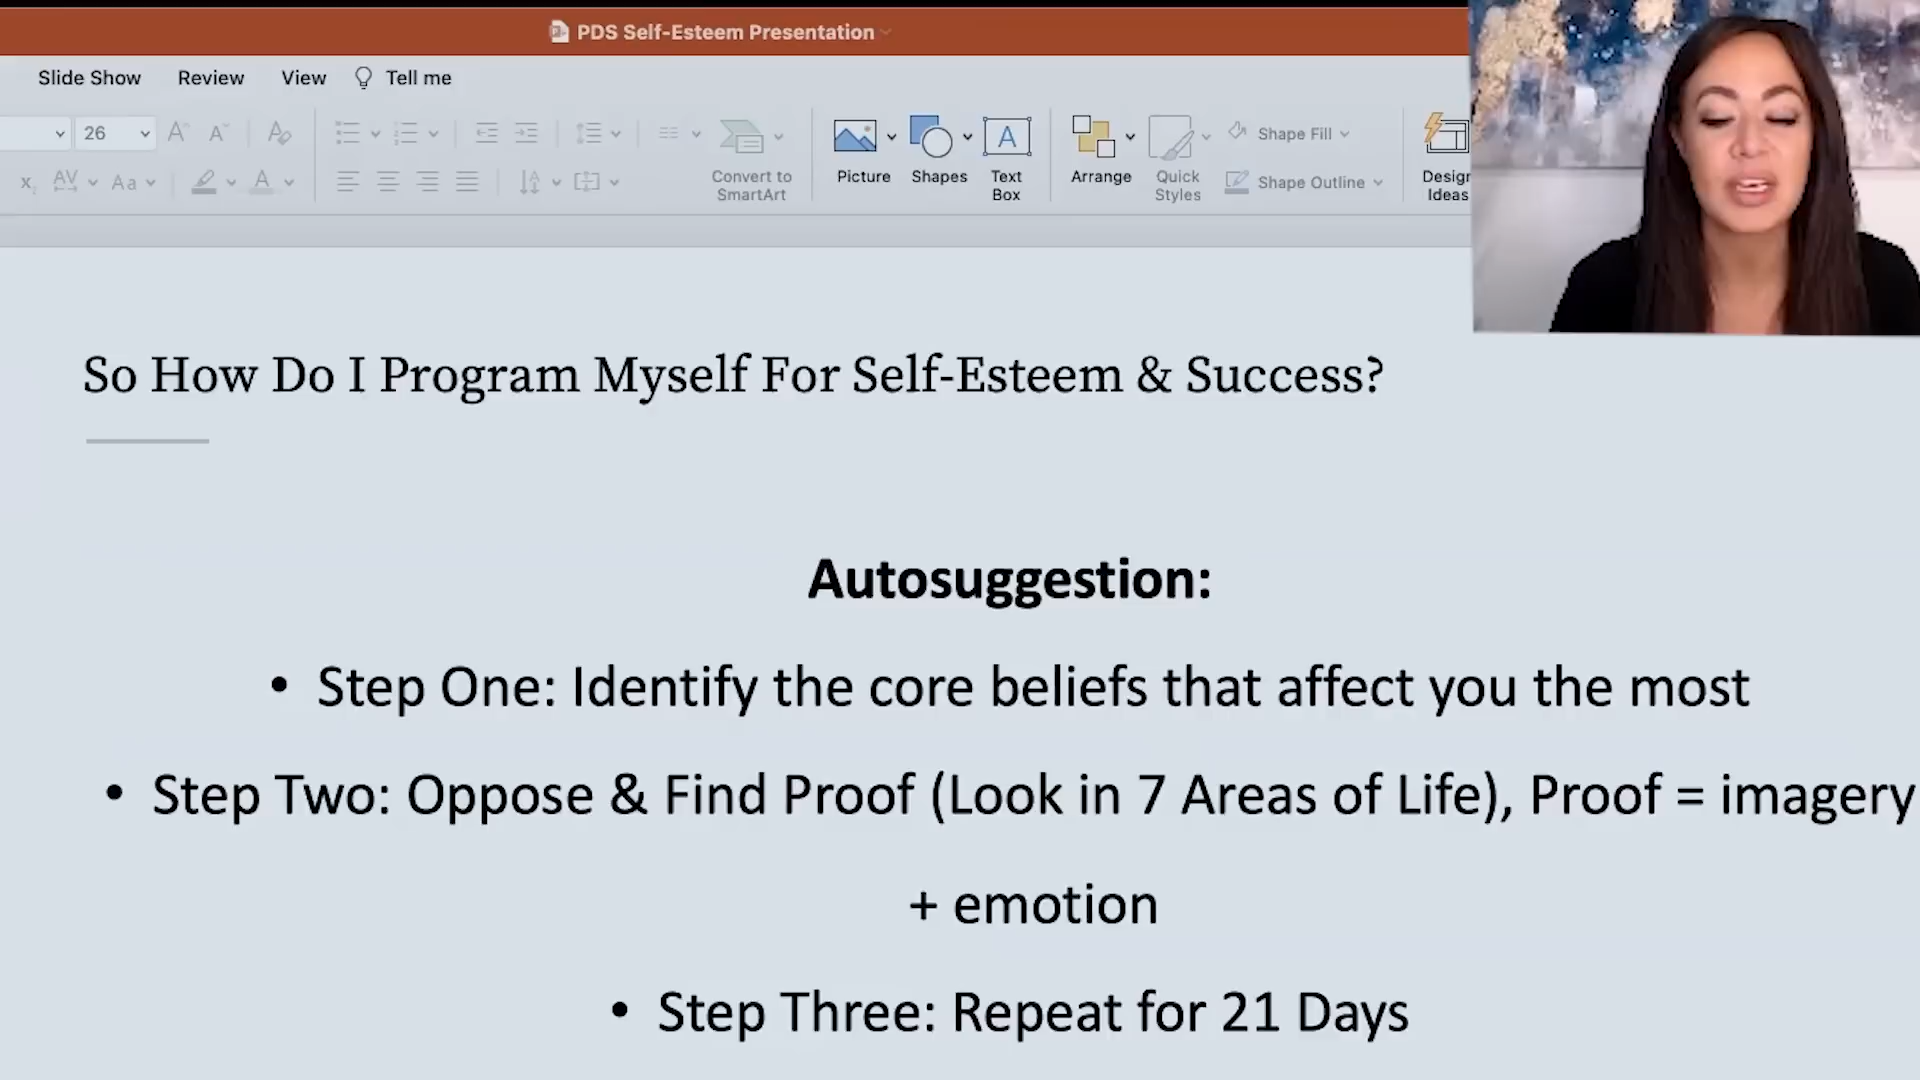 PDS Self-Esteem Presentation
Slide Show Review View Tell me
26
Convert to SmartArt
Picture
Shapes
Text Box
Arrange
Quick Styles
Shape Fill
Shape Outline
Design Ideas
So How Do I Program Myself For Self-Esteem & Success?
Autosuggestion:
• Step One: Identify the core beliefs that affect you the most
• Step Two: Oppose & Find Proof (Look in 7 Areas of Life), Proof = imagery
+ emotion
• Step Three: Repeat for 21 Days